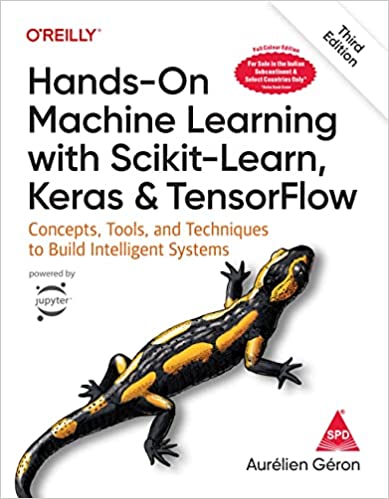 O'REILLY®
Full Colour Edition
For Sale in the Indian
Subcontinent &
Select Countries Only*
Third
Edition
Hands-On
Machine Learning
with Scikit-Learn,
Keras & TensorFlow
Concepts, Tools, and Techniques
to Build Intelligent Systems
powered by
jupyter
SPD
Aurélien Géron